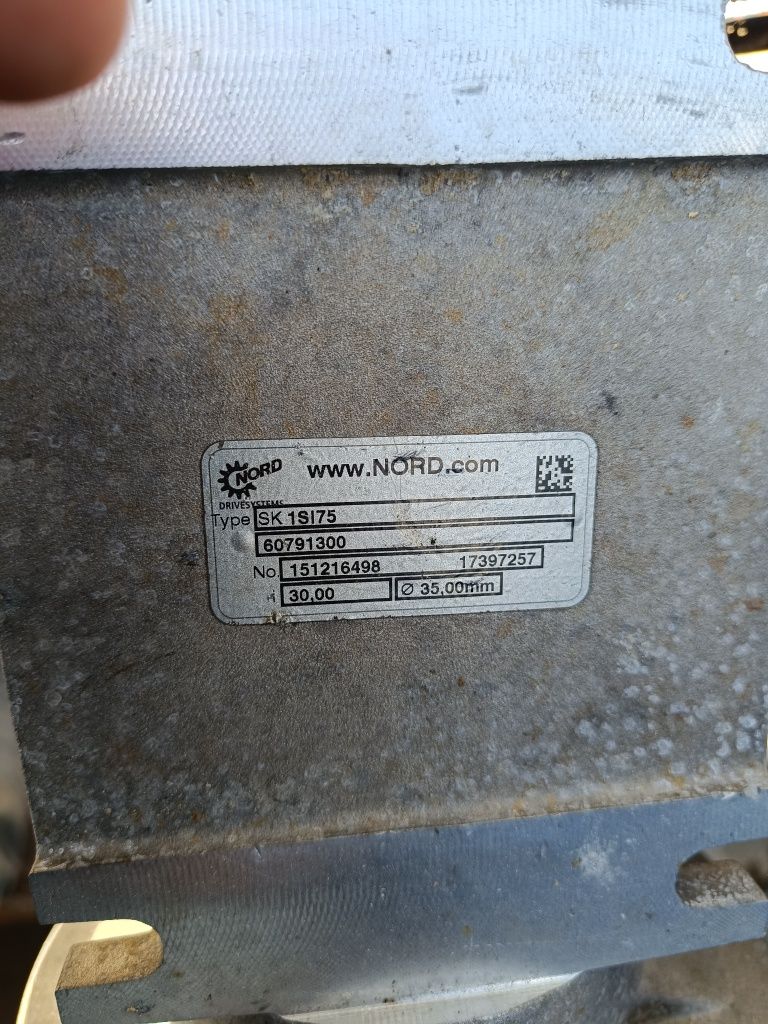 NORD www.NORD.com
DRIVESYSTEMS
Type SK 1SI75
60791300
No. 151216498 17397257
i 30,00 Ø 35,00mm